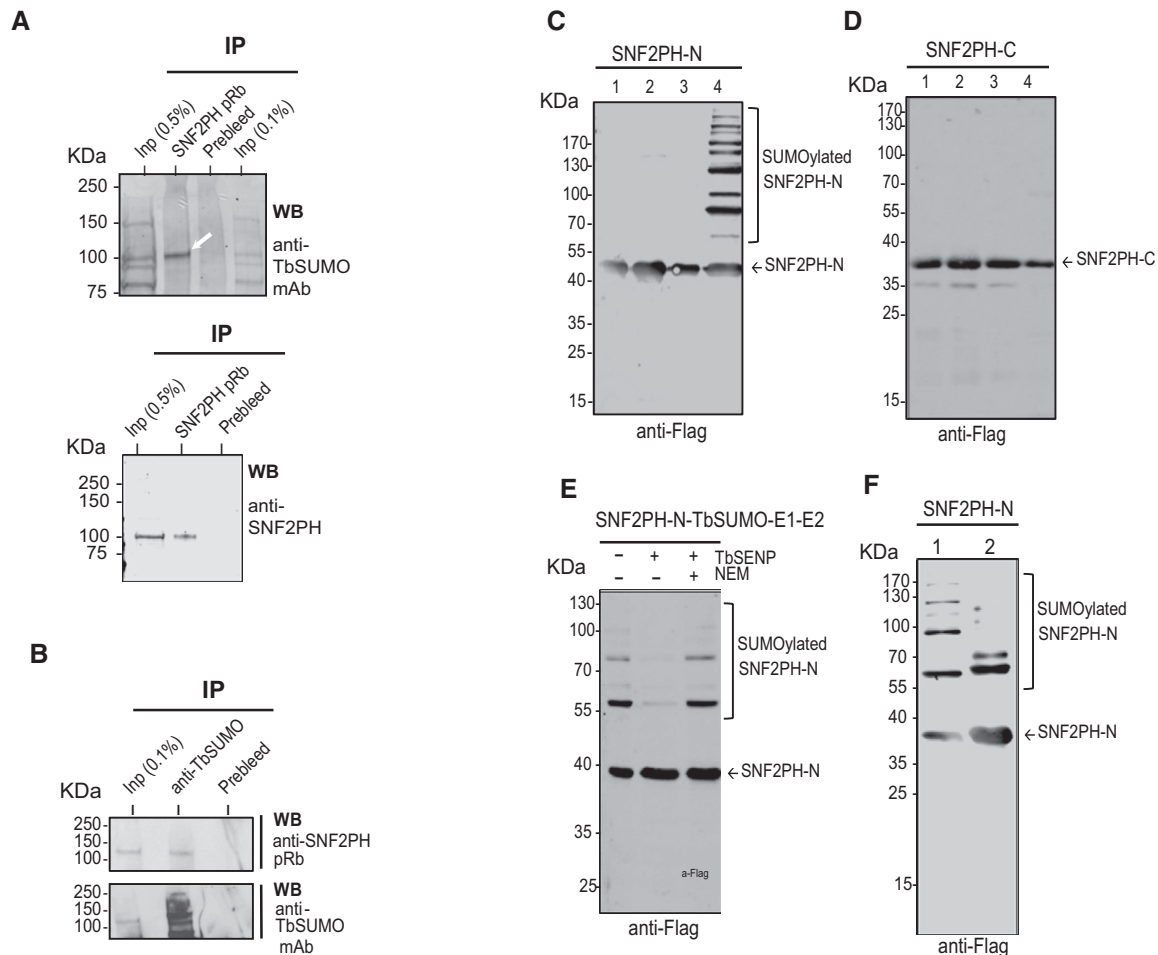 A
IP
Inp (0.5%)
SNF2PH pRb
Prebleed
Inp (0.1%)
KDa
250
150
100
75
WB
anti-
TbSUMO
mAb
IP
Inp (0.5%)
SNF2PH pRb
Prebleed
KDa
250
150
100
75
WB
anti-
SNF2PH
B
IP
Inp (0.1%)
anti-TbSUMO
Prebleed
KDa
250
150
100
WB
anti-SNF2PH
pRb
250
150
100
WB
anti-
TbSUMO
mAb
C
SNF2PH-N
1 2 3 4
KDa
170
130
100
70
55
40
35
25
15
SUMOylated
SNF2PH-N
←SNF2PH-N
anti-Flag
D
SNF2PH-C
1 2 3 4
KDa
170
130
100
70
55
40
35
25
15
←SNF2PH-C
anti-Flag
E
SNF2PH-N-TbSUMO-E1-E2
– + + TbSENP
– – + NEM
KDa
130
100
70
55
40
35
25
SUMOylated
SNF2PH-N
←SNF2PH-N
a-Flag
anti-Flag
F
SNF2PH-N
1 2
KDa
170
130
100
70
55
40
35
25
15
SUMOylated
SNF2PH-N
←SNF2PH-N
anti-Flag